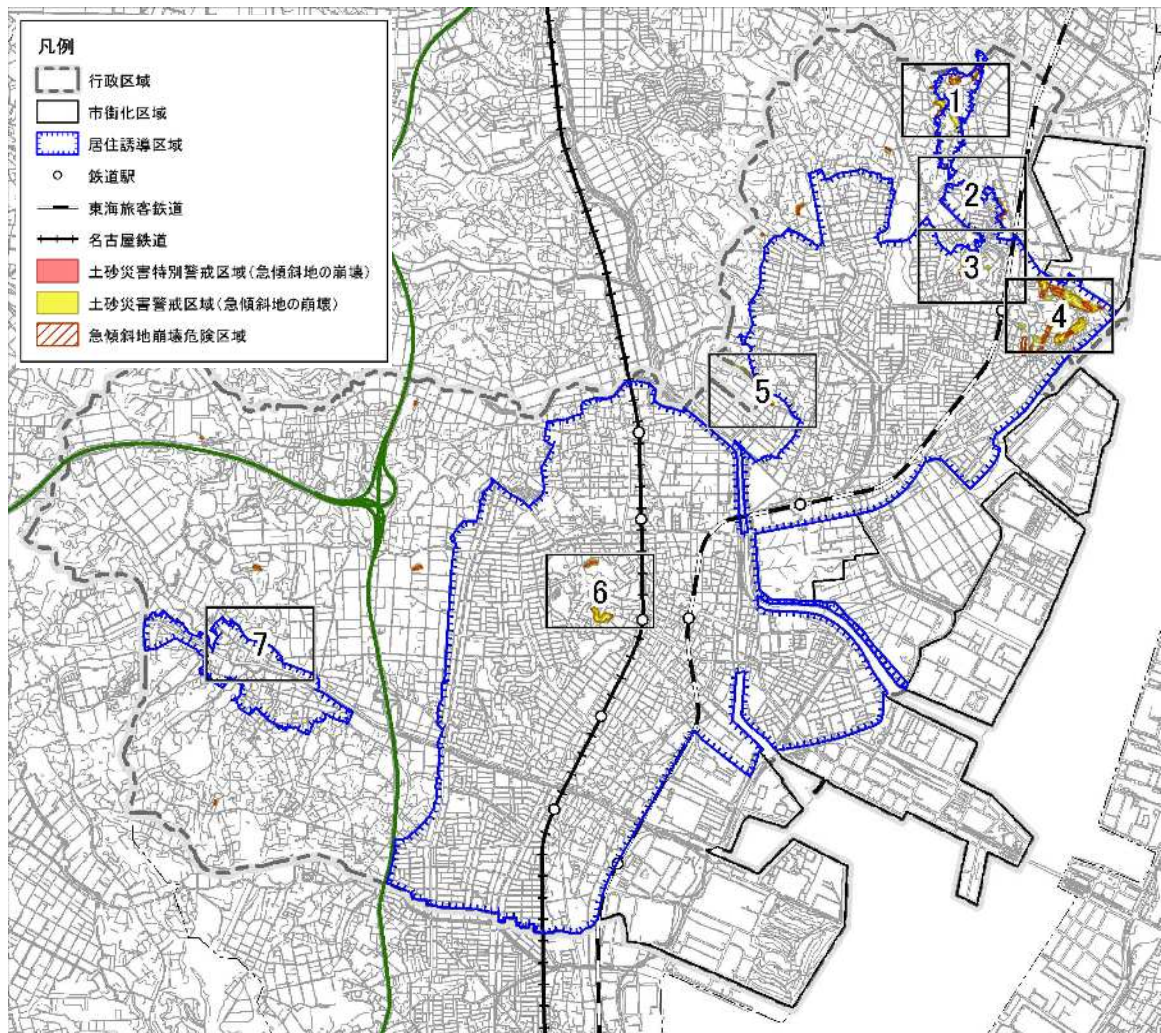 凡例
行政区域
市街化区域
居住誘導区域
鉄道駅
東海旅客鉄道
名古屋鉄道
土砂災害特別警戒区域(急傾斜地の崩壊)
土砂災害警戒区域(急傾斜地の崩壊)
急傾斜地崩壊危険区域
1
2
3
4
5
6
7